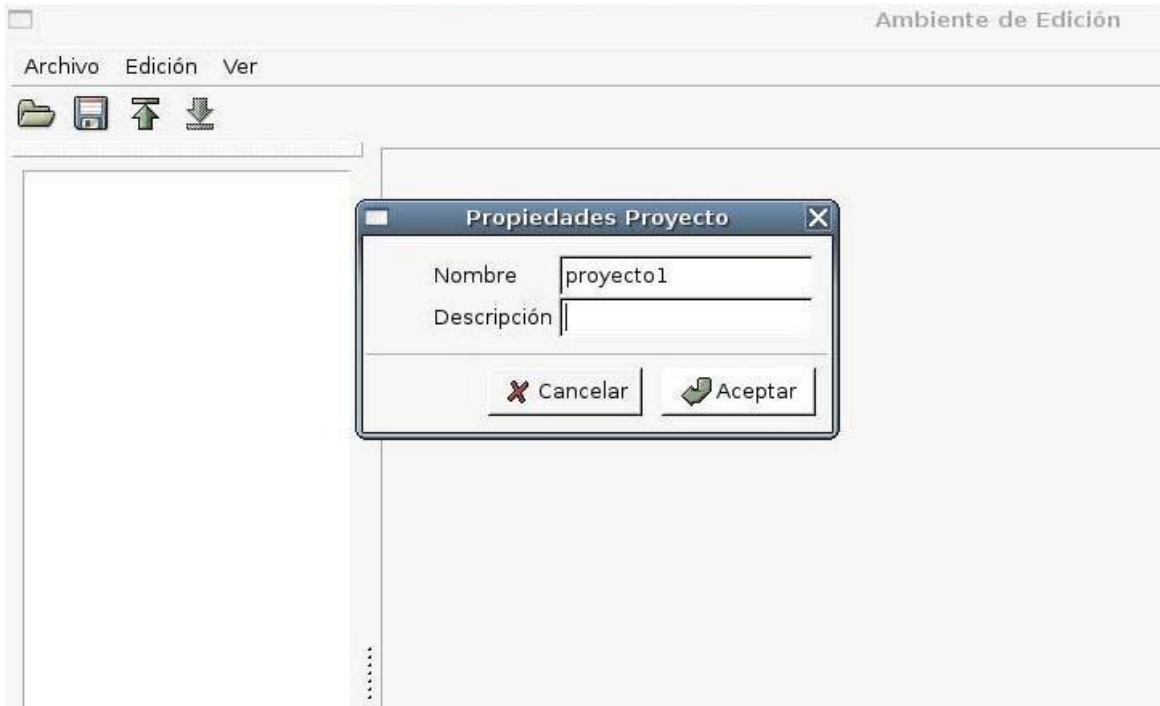 Ambiente de Edición
Archivo Edición Ver
Propiedades Proyecto
Nombre proyecto1
Descripción
Cancelar Aceptar